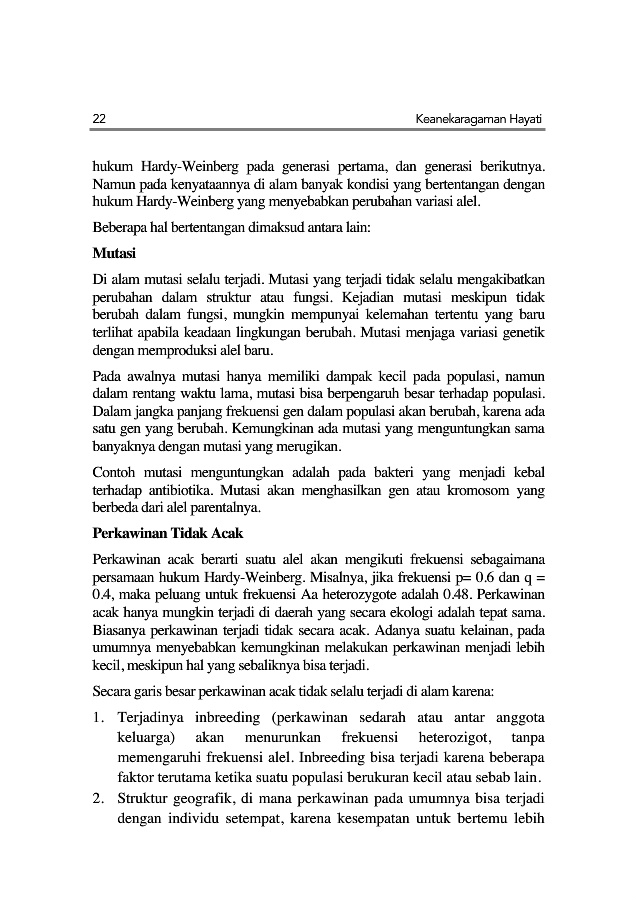 22 Keanekaragaman Hayati
hukum Hardy-Weinberg pada generasi pertama, dan generasi berikutnya.
Namun pada kenyataannya di alam banyak kondisi yang bertentangan dengan
hukum Hardy-Weinberg yang menyebabkan perubahan variasi alel.
Beberapa hal bertentangan dimaksud antara lain:
Mutasi
Di alam mutasi selalu terjadi. Mutasi yang terjadi tidak selalu mengakibatkan
perubahan dalam struktur atau fungsi. Kejadian mutasi meskipun tidak
berubah dalam fungsi, mungkin mempunyai kelemahan tertentu yang baru
terlihat apabila keadaan lingkungan berubah. Mutasi menjaga variasi genetik
dengan memproduksi alel baru.
Pada awalnya mutasi hanya memiliki dampak kecil pada populasi, namun
dalam rentang waktu lama, mutasi bisa berpengaruh besar terhadap populasi.
Dalam jangka panjang frekuensi gen dalam populasi akan berubah, karena ada
satu gen yang berubah. Kemungkinan ada mutasi yang menguntungkan sama
banyaknya dengan mutasi yang merugikan.
Contoh mutasi menguntungkan adalah pada bakteri yang menjadi kebal
terhadap antibiotika. Mutasi akan menghasilkan gen atau kromosom yang
berbeda dari alel parentalnya.
Perkawinan Tidak Acak
Perkawinan acak berarti suatu alel akan mengikuti frekuensi sebagaimana
persamaan hukum Hardy-Weinberg. Misalnya, jika frekuensi p= 0.6 dan q =
0.4, maka peluang untuk frekuensi Aa heterozygote adalah 0.48. Perkawinan
acak hanya mungkin terjadi di daerah yang secara ekologi adalah tepat sama.
Biasanya perkawinan terjadi tidak secara acak. Adanya suatu kelainan, pada
umumnya menyebabkan kemungkinan melakukan perkawinan menjadi lebih
kecil, meskipun hal yang sebaliknya bisa terjadi.
Secara garis besar perkawinan acak tidak selalu terjadi di alam karena:
1. Terjadinya inbreeding (perkawinan sedarah atau antar anggota
keluarga) akan menurunkan frekuensi heterozigot, tanpa
memengaruhi frekuensi alel. Inbreeding bisa terjadi karena beberapa
faktor terutama ketika suatu populasi berukuran kecil atau sebab lain.
2. Struktur geografik, di mana perkawinan pada umumnya bisa terjadi
dengan individu setempat, karena kesempatan untuk bertemu lebih